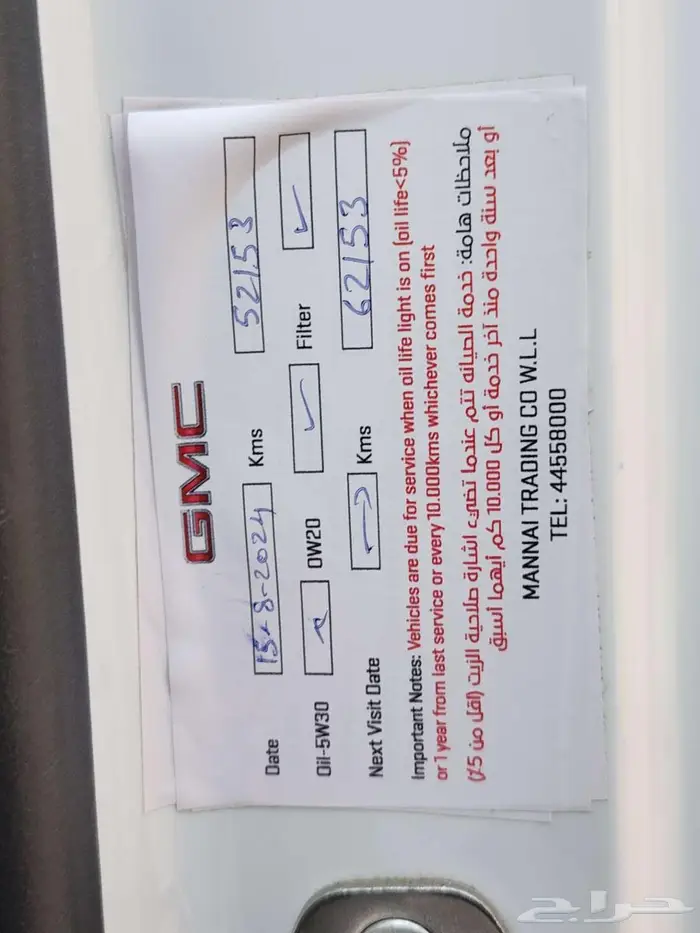 GMC
Date 15-8-2024 Kms 52153
Oil-5W30 0W20 ✓ Filter ✓
Next Visit Date Kms 62153
Important Notes: Vehicles are due for service when oil life light is on (oil life<5%)
or 1 year from last service or every 10.000kms whichever comes first
ملاحظات هامة: خدمة الصيانه تتم عندما تضيء اشارة صلاحية الزيت (اقل من 5٪)
أو بعد سنة واحدة منذ آخر خدمة أو كل 10.000 كم أيهما أسبق
MANNAI TRADING CO W.L.L
TEL: 44558000
حراج